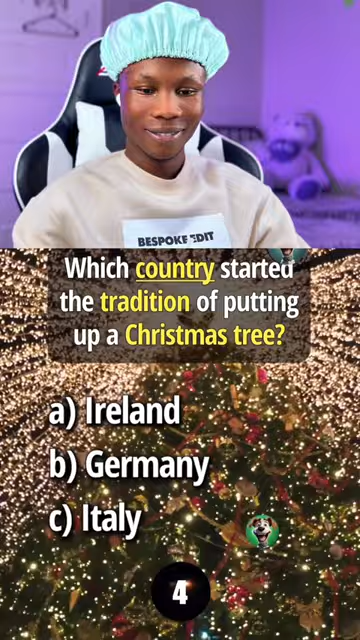 BESPOKE EDIT
Which country started
the tradition of putting
up a Christmas tree?
a) Ireland
b) Germany
c) Italy
4